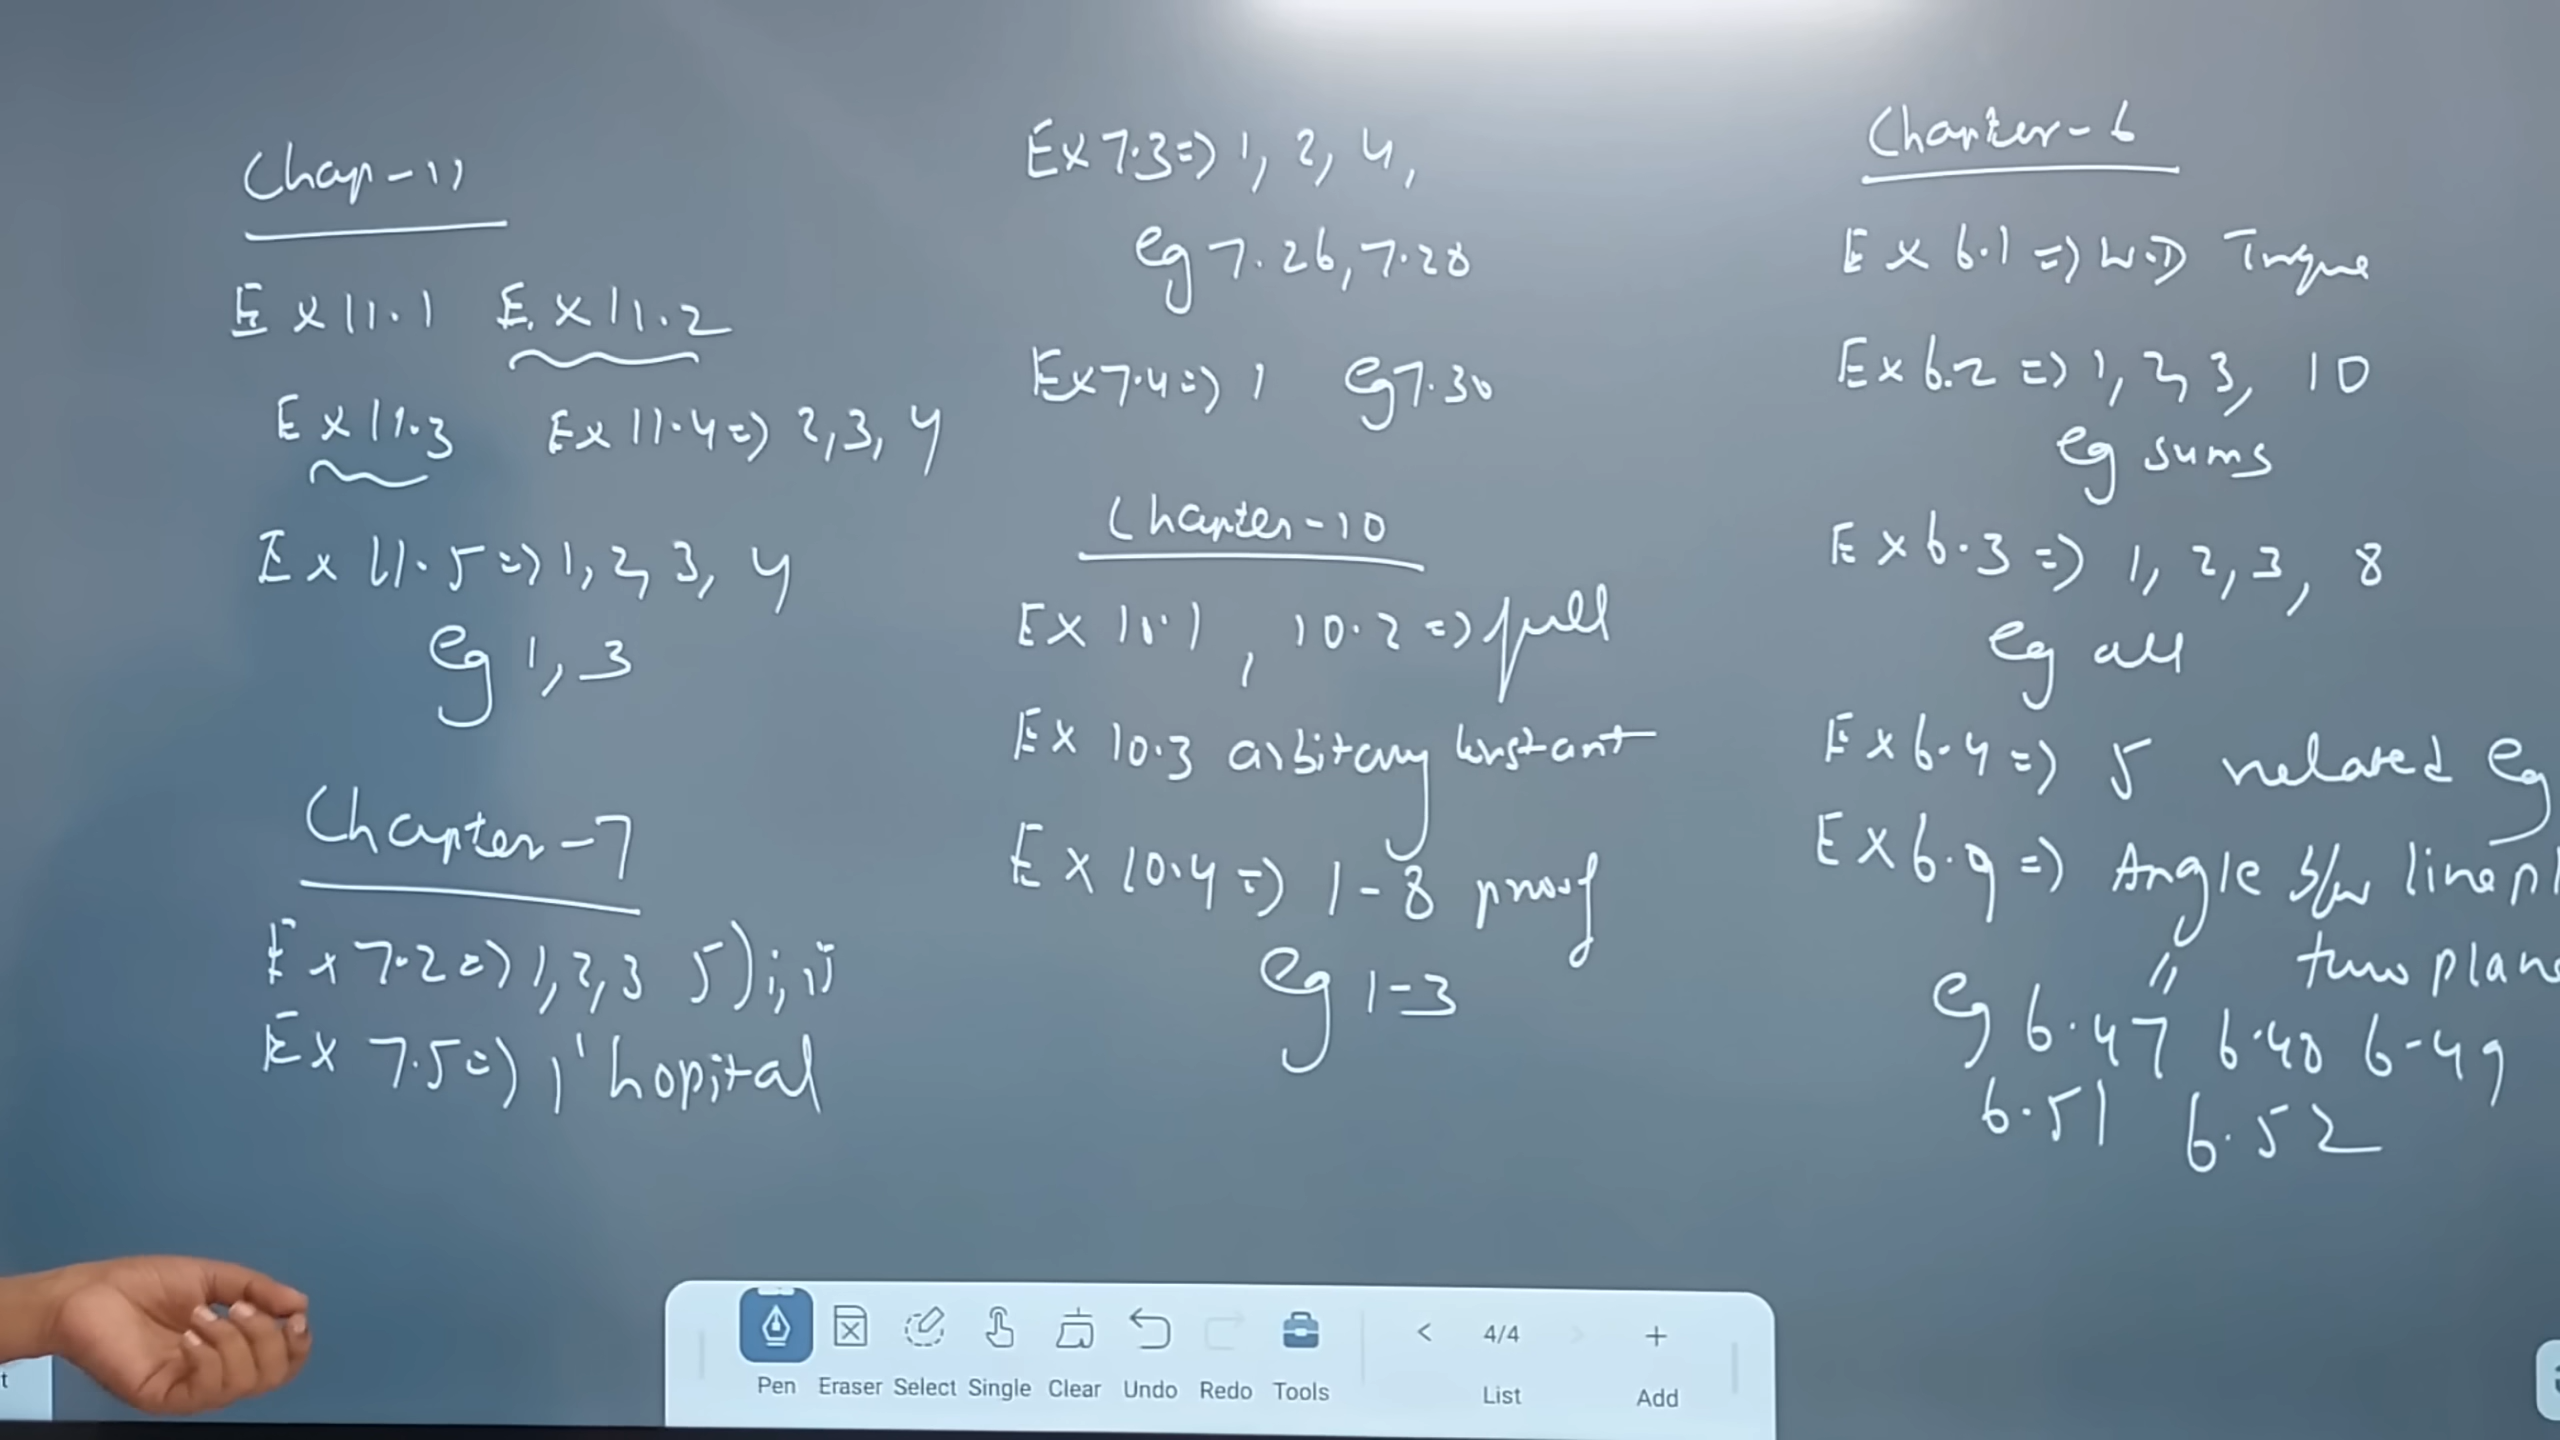 Chap-11
Ex 11.1 Ex 11.2
Ex 11.3 Ex 11.4 => 2, 3, 4
Ex 11.5 => 1, 2, 3, 4
eg 1, 3
Chapter-7
Ex 7.2 => 1, 2, 3 5) i, ii
Ex 7.5 => l'hopital
Ex 7.3 => 1, 2, 4,
eg 7.26, 7.28
Ex 7.4 => 1 eg 7.30
Chapter-10
Ex 10.1, 10.2 => full
Ex 10.3 arbitary constant
Ex 10.4 => 1-8 proof
eg 1-3
Chapter-6
Ex 6.1 => W.D Torque
Ex 6.2 => 1, 2, 3, 10
eg sums
Ex 6.3 => 1, 2, 3, 8
eg all
Ex 6.4 => 5 related eg
Ex 6.9 => Angle b/w line pl
" two plane
eg 6.47 6.48 6.49
6.51 6.52
Pen Eraser Select Single Clear Undo Redo Tools < 4/4 List > + Add